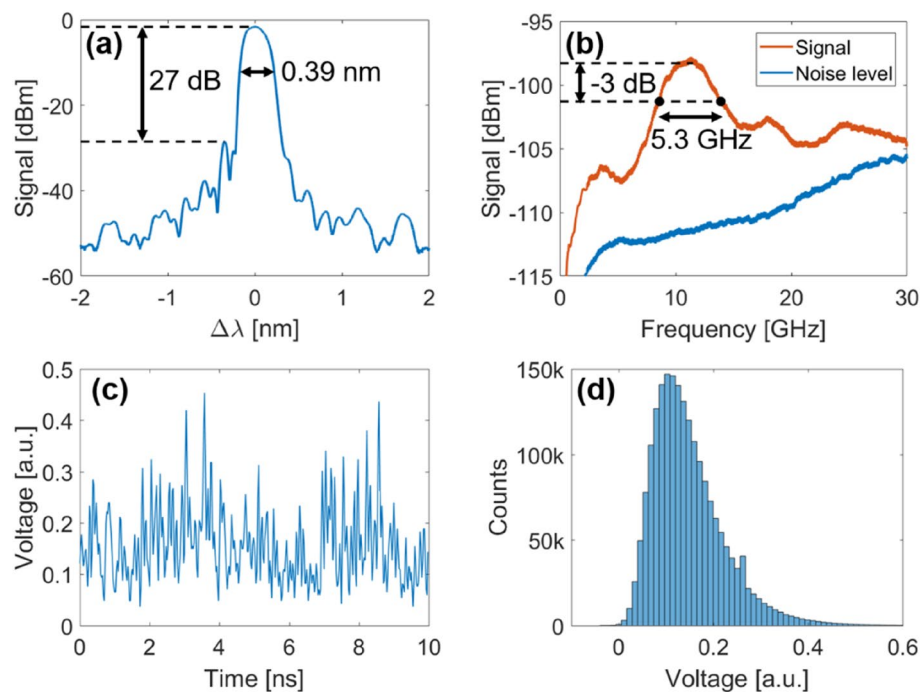 (a)
0
-20
-40
-60
Signal [dBm]
27 dB
0.39 nm
-2
-1
0
1
2
Δλ [nm]
(b)
-95
-100
-105
-110
-115
Signal [dBm]
Signal
Noise level
-3 dB
5.3 GHz
0
10
20
30
Frequency [GHz]
(c)
0.5
0.4
0.3
0.2
0.1
0
Voltage [a.u.]
0
2
4
6
8
10
Time [ns]
(d)
150k
100k
50k
0
Counts
0
0.2
0.4
0.6
Voltage [a.u.]